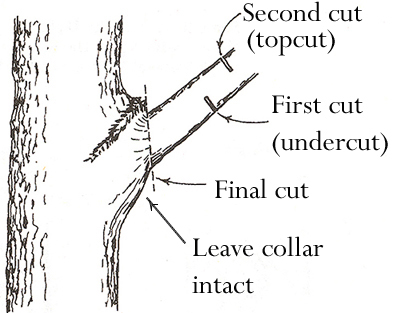 Second cut
(topcut)
First cut
(undercut)
Final cut
Leave collar
intact